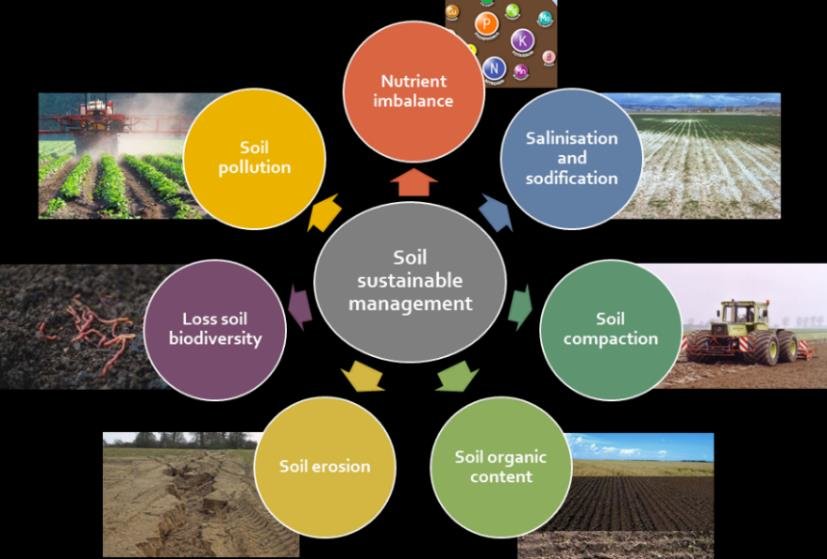 Nutrient
imbalance
P
K
N
Salinisation
and
sodification
Soil
compaction
Soil organic
content
Soil erosion
Loss soil
biodiversity
Soil
pollution
Soil
sustainable
management